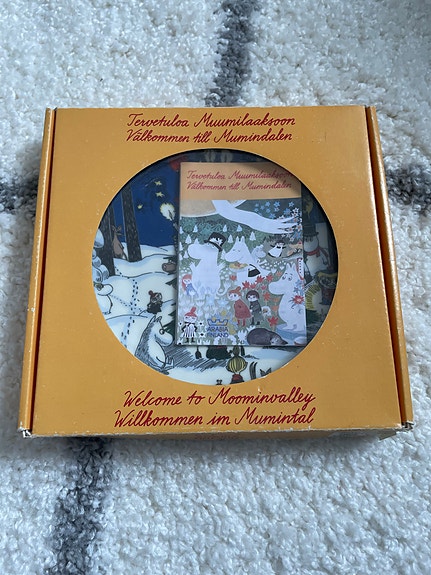 Tervetuloa Muumilaaksoon
Välkommen till Mumindalen
Tervetuloa Muumilaaksoon
Välkommen till Mumindalen
ARABIA
FINLAND
Welcome to Moominvalley
Willkommen im Mumintal